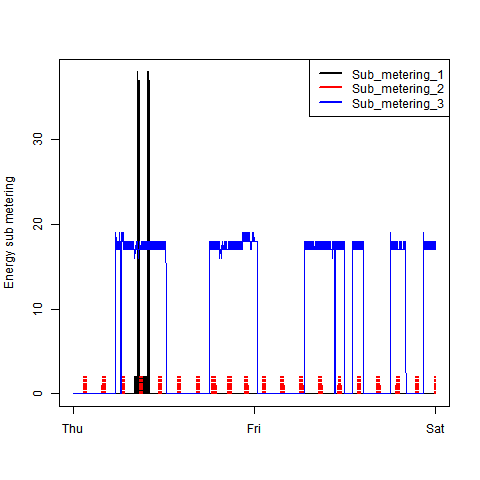 Sub_metering_1
Sub_metering_2
Sub_metering_3
Energy sub metering
30
20
10
0
Thu
Fri
Sat